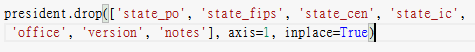 president.drop(['state_po', 'state_fips', 'state_cen', 'state_ic',
'office', 'version', 'notes'], axis=1, inplace=True)